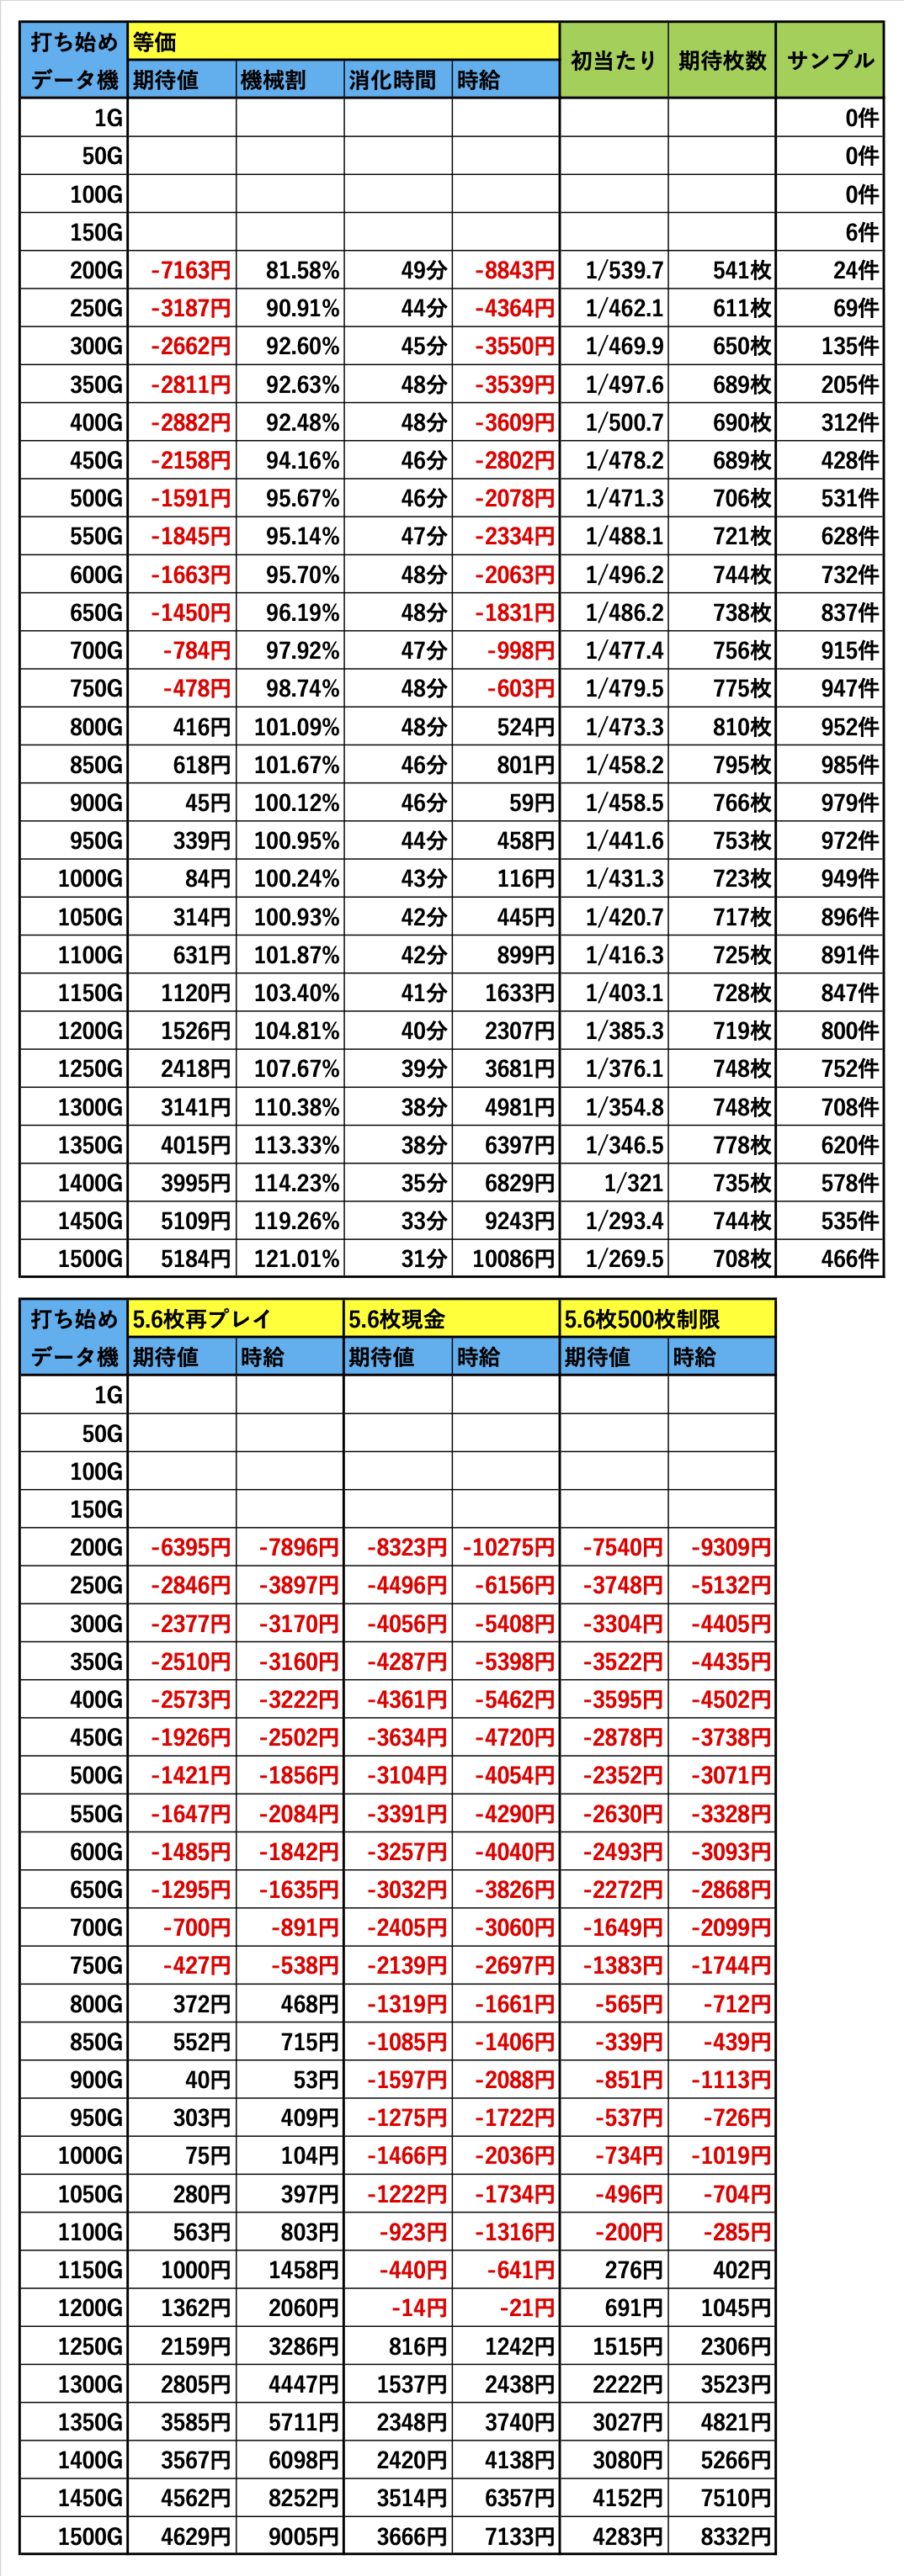 打ち始め 等価 初当たり 期待枚数 サンプル
データ機 期待値 機械割 消化時間 時給
1G 0件
50G 0件
100G 0件
150G 6件
200G -7163円 81.58% 49分 -8843円 1/539.7 541枚 24件
250G -3187円 90.91% 44分 -4364円 1/462.1 611枚 69件
300G -2662円 92.60% 45分 -3550円 1/469.9 650枚 135件
350G -2811円 92.63% 48分 -3539円 1/497.6 689枚 205件
400G -2882円 92.48% 48分 -3609円 1/500.7 690枚 312件
450G -2158円 94.16% 46分 -2802円 1/478.2 689枚 428件
500G -1591円 95.67% 46分 -2078円 1/471.3 706枚 531件
550G -1845円 95.14% 47分 -2334円 1/488.1 721枚 628件
600G -1663円 95.70% 48分 -2063円 1/496.2 744枚 732件
650G -1450円 96.19% 48分 -1831円 1/486.2 738枚 837件
700G -784円 97.92% 47分 -998円 1/477.4 756枚 915件
750G -478円 98.74% 48分 -603円 1/479.5 775枚 947件
800G 416円 101.09% 48分 524円 1/473.3 810枚 952件
850G 618円 101.67% 46分 801円 1/458.2 795枚 985件
900G 45円 100.12% 46分 59円 1/458.5 766枚 979件
950G 339円 100.95% 44分 458円 1/441.6 753枚 972件
1000G 84円 100.24% 43分 116円 1/431.3 723枚 949件
1050G 314円 100.93% 42分 445円 1/420.7 717枚 896件
1100G 631円 101.87% 42分 899円 1/416.3 725枚 891件
1150G 1120円 103.40% 41分 1633円 1/403.1 728枚 847件
1200G 1526円 104.81% 40分 2307円 1/385.3 719枚 800件
1250G 2418円 107.67% 39分 3681円 1/376.1 748枚 752件
1300G 3141円 110.38% 38分 4981円 1/354.8 748枚 708件
1350G 4015円 113.33% 38分 6397円 1/346.5 778枚 620件
1400G 3995円 114.23% 35分 6829円 1/321 735枚 578件
1450G 5109円 119.26% 33分 9243円 1/293.4 744枚 535件
1500G 5184円 121.01% 31分 10086円 1/269.5 708枚 466件
打ち始め 5.6枚再プレイ 5.6枚現金 5.6枚500枚制限
データ機 期待値 時給 期待値 時給 期待値 時給
1G
50G
100G
150G
200G -6395円 -7896円 -8323円 -10275円 -7540円 -9309円
250G -2846円 -3897円 -4496円 -6156円 -3748円 -5132円
300G -2377円 -3170円 -4056円 -5408円 -3304円 -4405円
350G -2510円 -3160円 -4287円 -5398円 -3522円 -4435円
400G -2573円 -3222円 -4361円 -5462円 -3595円 -4502円
450G -1926円 -2502円 -3634円 -4720円 -2878円 -3738円
500G -1421円 -1856円 -3104円 -4054円 -2352円 -3071円
550G -1647円 -2084円 -3391円 -4290円 -2630円 -3328円
600G -1485円 -1842円 -3257円 -4040円 -2493円 -3093円
650G -1295円 -1635円 -3032円 -3826円 -2272円 -2868円
700G -700円 -891円 -2405円 -3060円 -1649円 -2099円
750G -427円 -538円 -2139円 -2697円 -1383円 -1744円
800G 372円 468円 -1319円 -1661円 -565円 -712円
850G 552円 715円 -1085円 -1406円 -339円 -439円
900G 40円 53円 -1597円 -2088円 -851円 -1113円
950G 303円 409円 -1275円 -1722円 -537円 -726円
1000G 75円 104円 -1466円 -2036円 -734円 -1019円
1050G 280円 397円 -1222円 -1734円 -496円 -704円
1100G 563円 803円 -923円 -1316円 -200円 -285円
1150G 1000円 1458円 -440円 -641円 276円 402円
1200G 1362円 2060円 -14円 -21円 691円 1045円
1250G 2159円 3286円 816円 1242円 1515円 2306円
1300G 2805円 4447円 1537円 2438円 2222円 3523円
1350G 3585円 5711円 2348円 3740円 3027円 4821円
1400G 3567円 6098円 2420円 4138円 3080円 5266円
1450G 4562円 8252円 3514円 6357円 4152円 7510円
1500G 4629円 9005円 3666円 7133円 4283円 8332円